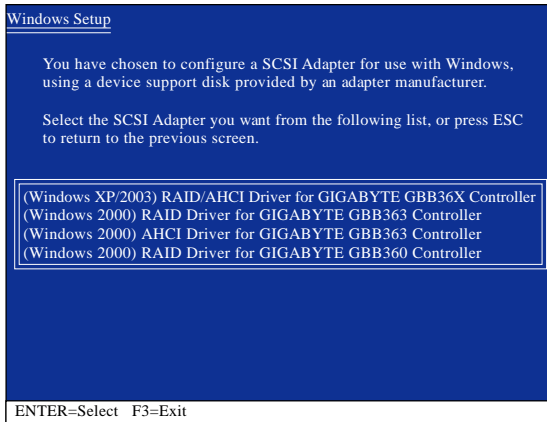 Windows Setup
You have chosen to configure a SCSI Adapter for use with Windows,
using a device support disk provided by an adapter manufacturer.
Select the SCSI Adapter you want from the following list, or press ESC
to return to the previous screen.
(Windows XP/2003) RAID/AHCI Driver for GIGABYTE GBB36X Controller
(Windows 2000) RAID Driver for GIGABYTE GBB363 Controller
(Windows 2000) AHCI Driver for GIGABYTE GBB363 Controller
(Windows 2000) RAID Driver for GIGABYTE GBB360 Controller
ENTER=Select F3=Exit